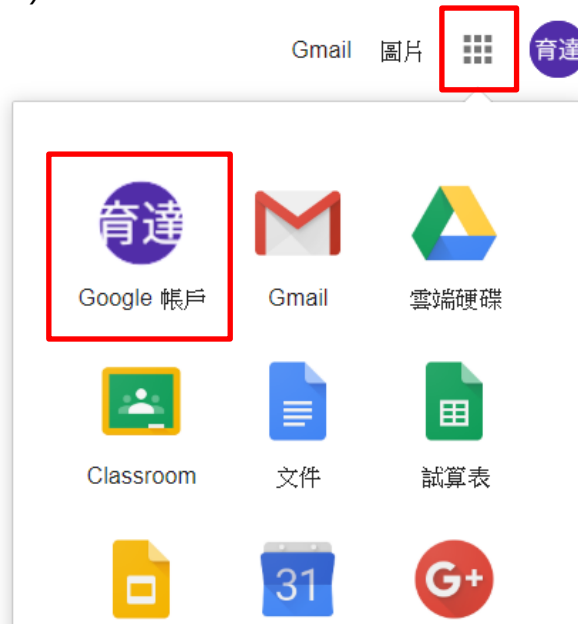 )
Gmail 圖片 育達
育達
Google 帳戶 Gmail 雲端硬碟
Classroom 文件 試算表
31 G+